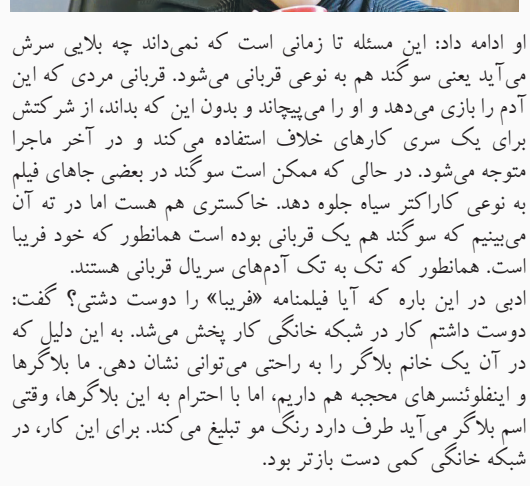 او ادامه داد: این مسئله تا زمانی است که نمی‌داند چه بلایی سرش
می‌آید یعنی سوگند هم به نوعی قربانی می‌شود. قربانی مردی که این
آدم را بازی می‌دهد و او را می‌پیچاند و بدون این که بداند، از شرکتش
برای یک سری کارهای خلاف استفاده می‌کند و در آخر ماجرا
متوجه می‌شود. در حالی که ممکن است سوگند در بعضی جاهای فیلم
به نوعی کاراکتر سیاه جلوه دهد. خاکستری هم هست اما در ته آن
می‌بینیم که سوگند هم یک قربانی بوده است همانطور که خود فریبا
است. همانطور که تک به تک آدم‌های سریال قربانی هستند.
ادبی در این باره که آیا فیلمنامه «فریبا» را دوست دشتی؟ گفت:
دوست داشتم کار در شبکه خانگی کار پخش می‌شد. به این دلیل که
در آن یک خانم بلاگر را به راحتی می‌توانی نشان دهی. ما بلاگرها
و اینفلوئنسرهای محجبه هم داریم، اما با احترام به این بلاگرها، وقتی
اسم بلاگر می‌آید طرف دارد رنگ مو تبلیغ می‌کند. برای این کار، در
شبکه خانگی کمی دست بازتر بود.